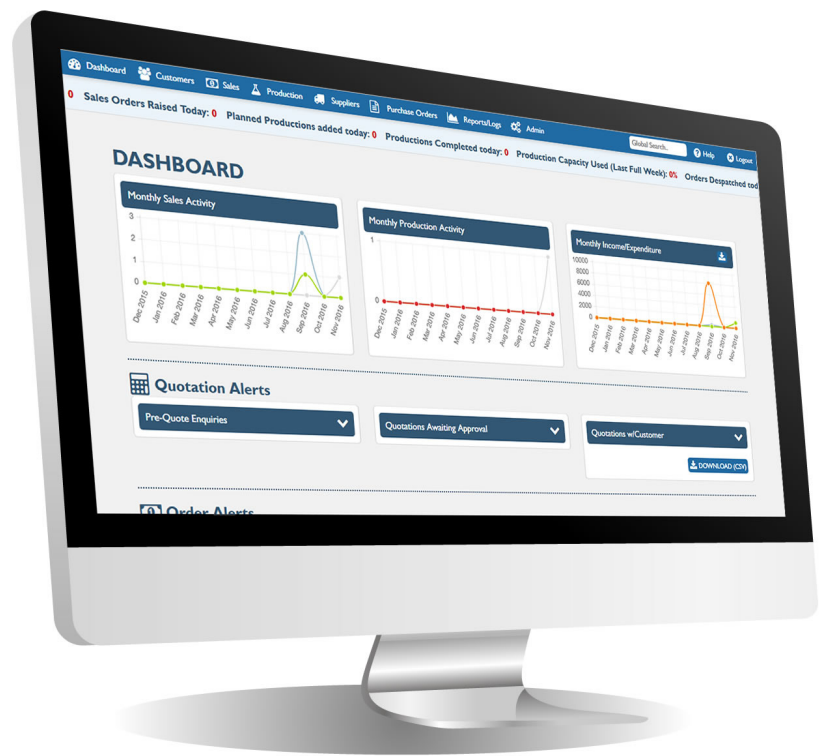 Dashboard Customers Sales Production Suppliers Purchase Orders Reports/Logs Admin Global Search.. Help Logout
0 Sales Orders Raised Today: 0 Planned Productions added today: 0 Productions Completed today: 0 Production Capacity Used (Last Full Week): 0% Orders Despatched tod
DASHBOARD
Monthly Sales Activity
3
2
1
0
Dec 2015 Jan 2016 Feb 2016 Mar 2016 Apr 2016 May 2016 Jun 2016 Jul 2016 Aug 2016 Sep 2016 Oct 2016 Nov 2016
Monthly Production Activity
1
0
Dec 2015 Jan 2016 Feb 2016 Mar 2016 Apr 2016 May 2016 Jun 2016 Jul 2016 Aug 2016 Sep 2016 Oct 2016 Nov 2016
Monthly Income/Expenditure
10000
8000
6000
4000
2000
0
Dec 2015 Jan 2016 Feb 2016 Mar 2016 Apr 2016 May 2016 Jun 2016 Jul 2016 Aug 2016 Sep 2016 Oct 2016 Nov 2016
Quotation Alerts
Pre-Quote Enquiries
Quotations Awaiting Approval
Quotations w/Customer
DOWNLOAD (CSV)
Order Alerts